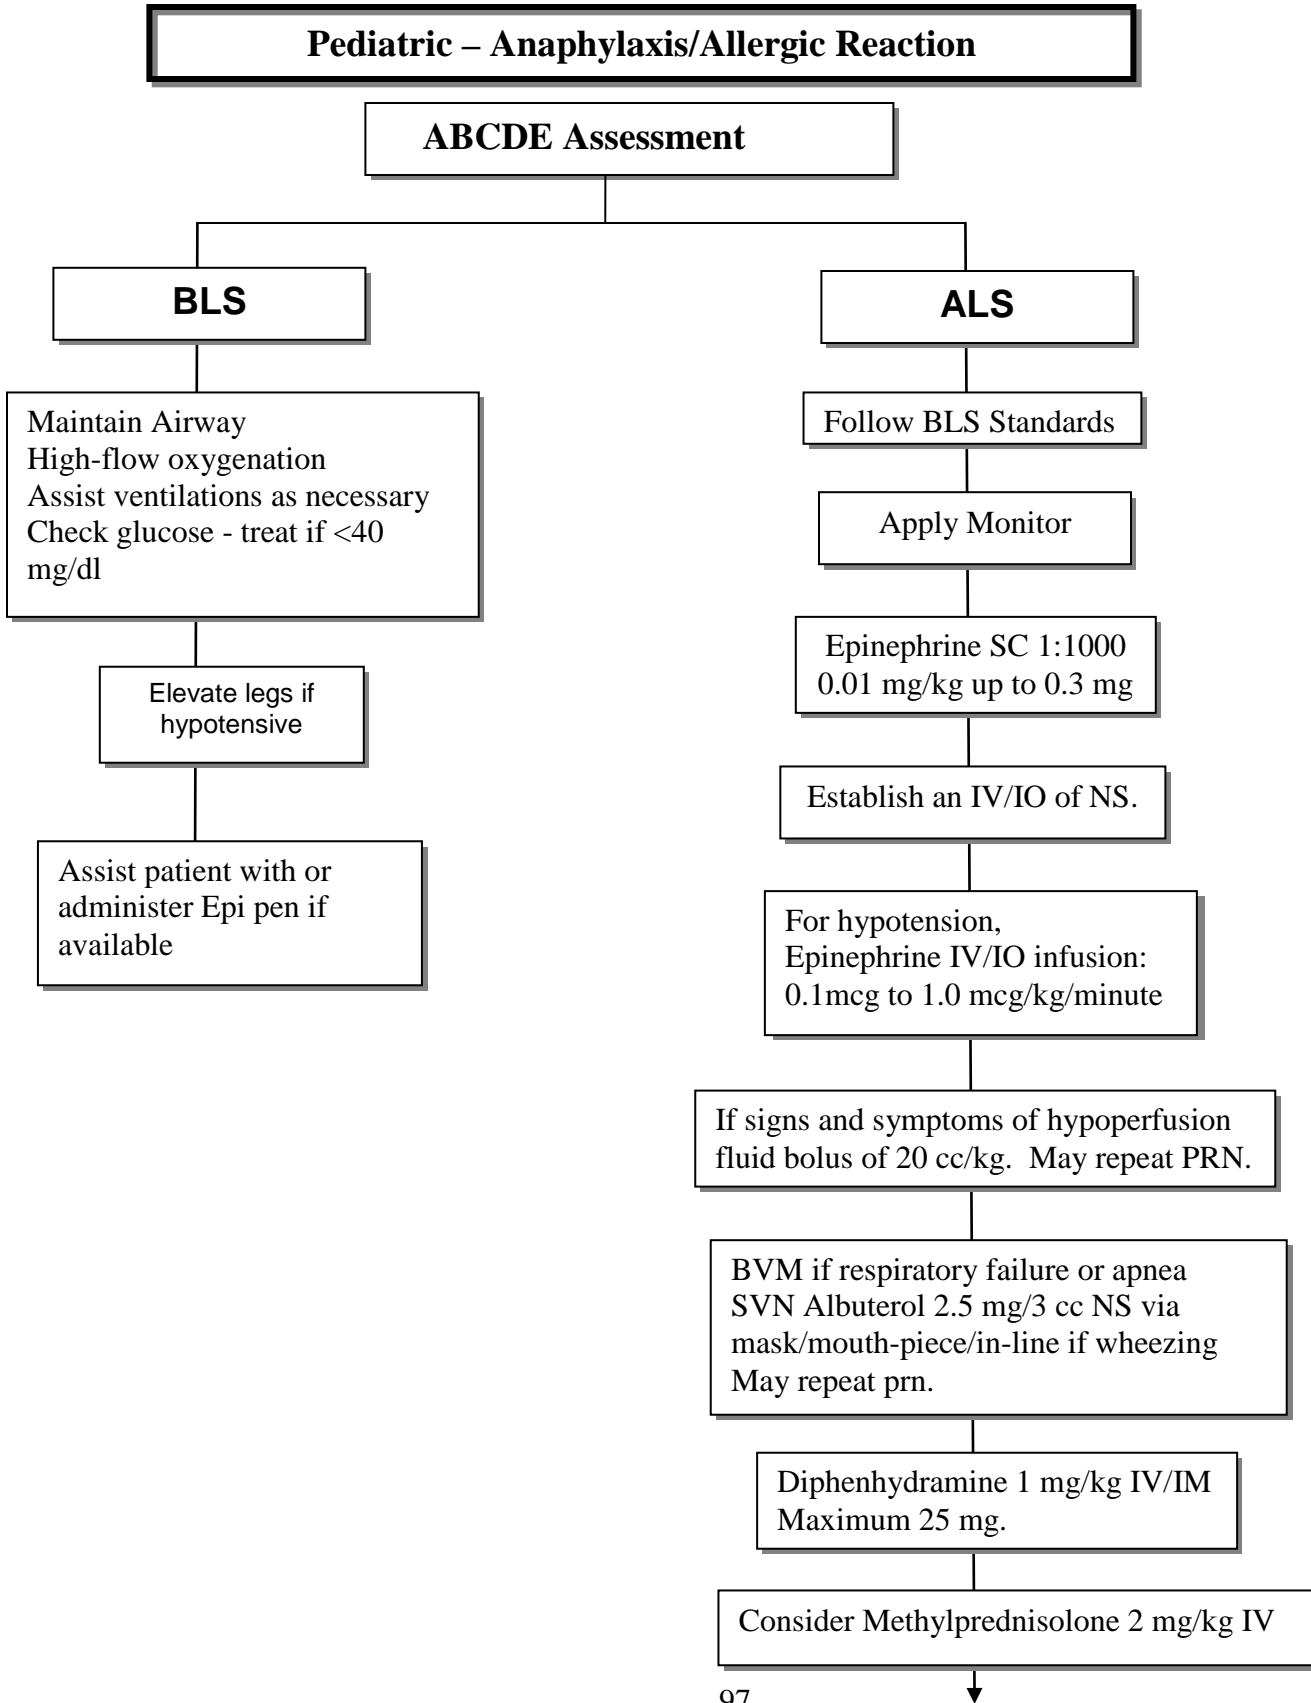 Pediatric – Anaphylaxis/Allergic Reaction
ABCDE Assessment
BLS
Maintain Airway
High-flow oxygenation
Assist ventilations as necessary
Check glucose - treat if <40
mg/dl
Elevate legs if
hypotensive
Assist patient with or
administer Epi pen if
available
ALS
Follow BLS Standards
Apply Monitor
Epinephrine SC 1:1000
0.01 mg/kg up to 0.3 mg
Establish an IV/IO of NS.
For hypotension,
Epinephrine IV/IO infusion:
0.1mcg to 1.0 mcg/kg/minute
If signs and symptoms of hypoperfusion
fluid bolus of 20 cc/kg.  May repeat PRN.
BVM if respiratory failure or apnea
SVN Albuterol 2.5 mg/3 cc NS via
mask/mouth-piece/in-line if wheezing
May repeat prn.
Diphenhydramine 1 mg/kg IV/IM
Maximum 25 mg.
Consider Methylprednisolone 2 mg/kg IV
97